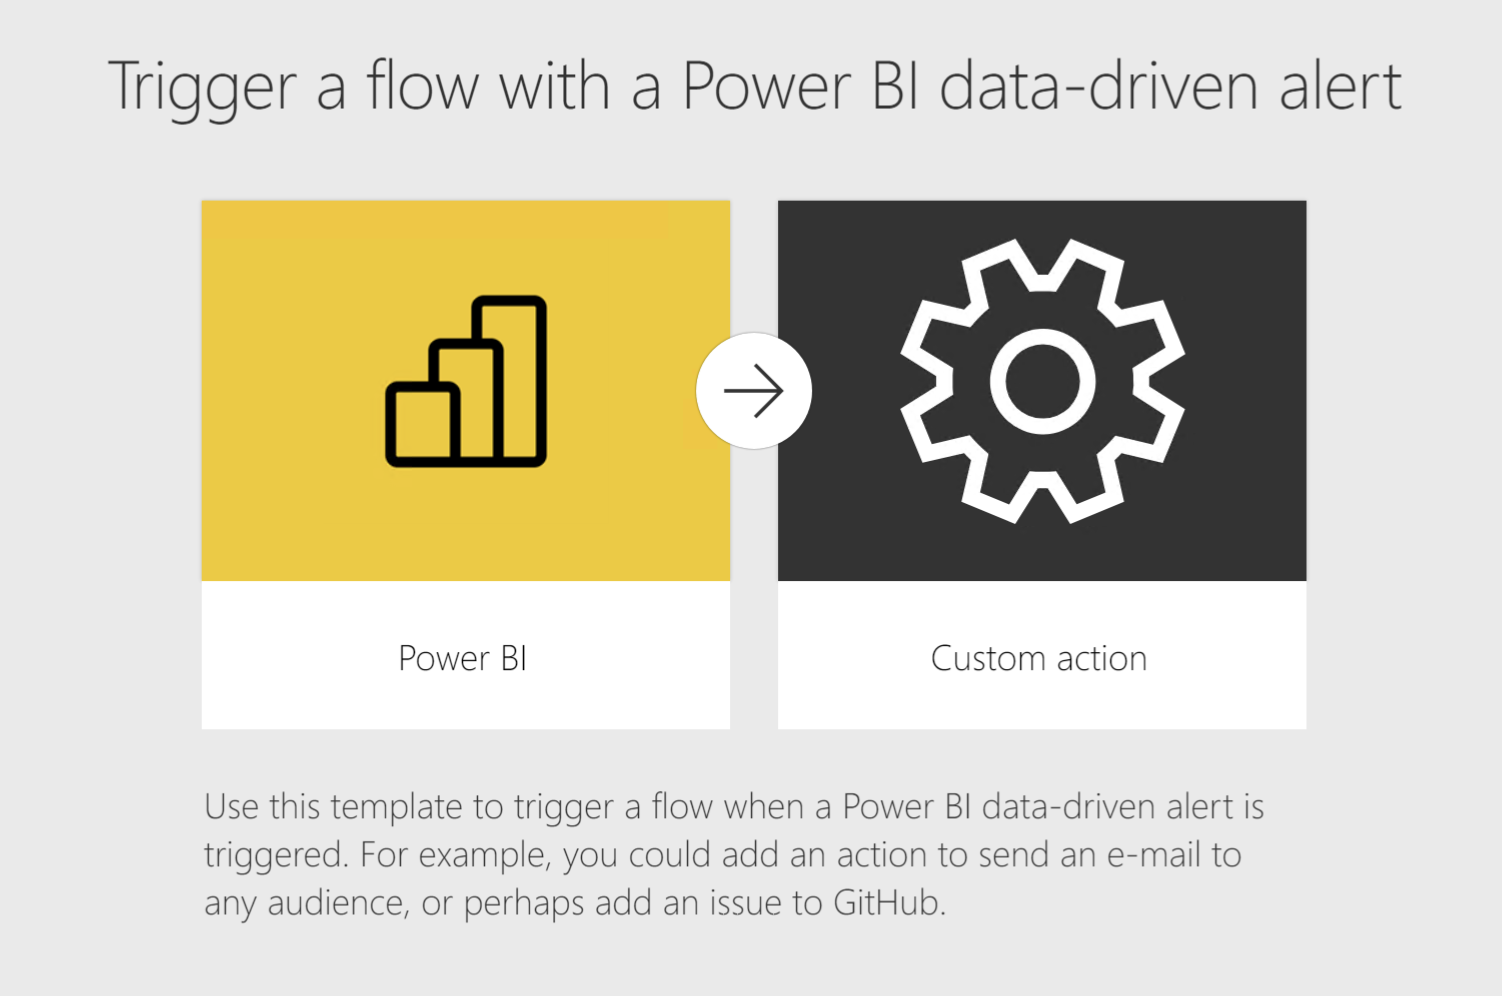 Trigger a flow with a Power BI data-driven alert
Power BI
Custom action
Use this template to trigger a flow when a Power BI data-driven alert is
triggered. For example, you could add an action to send an e-mail to
any audience, or perhaps add an issue to GitHub.